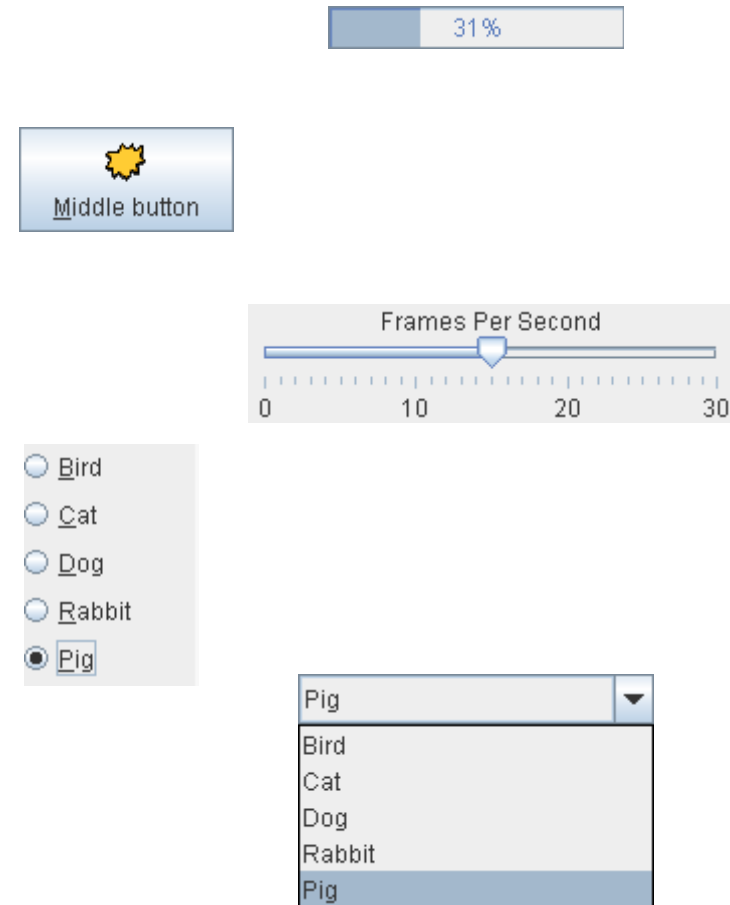 31%
Middle button
Frames Per Second
0 10 20 30
Bird
Cat
Dog
Rabbit
Pig
Pig
Bird
Cat
Dog
Rabbit
Pig